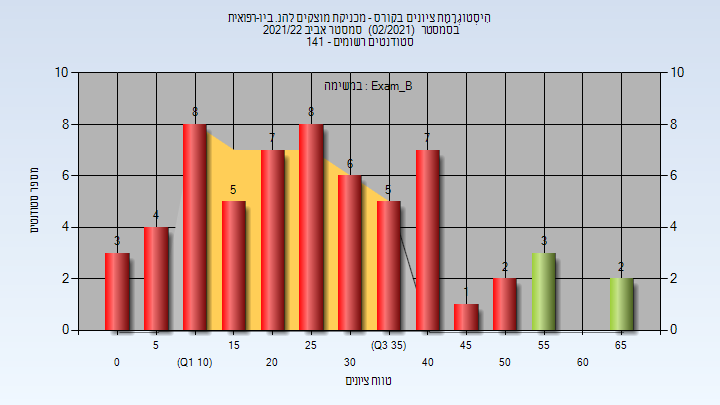 הִיסְטוֹגְרָמַת ציונים בקורס - מכניקת מוצקים להנ. ביו-רפואית
בסמסטר (02/2021) סמסטר אביב 2021/22
סטודנטים רשומים - 141
במשימה : Exam_B
מספר סטודנטים
10 10
8 8
6 6
4 4
2 2
0 0
3 4 8 5 7 8 6 5 7 1 2 3 2
5 15 25 (Q3 35) 45 55 65
0 (Q1 10) 20 30 40 50 60
טווח ציונים